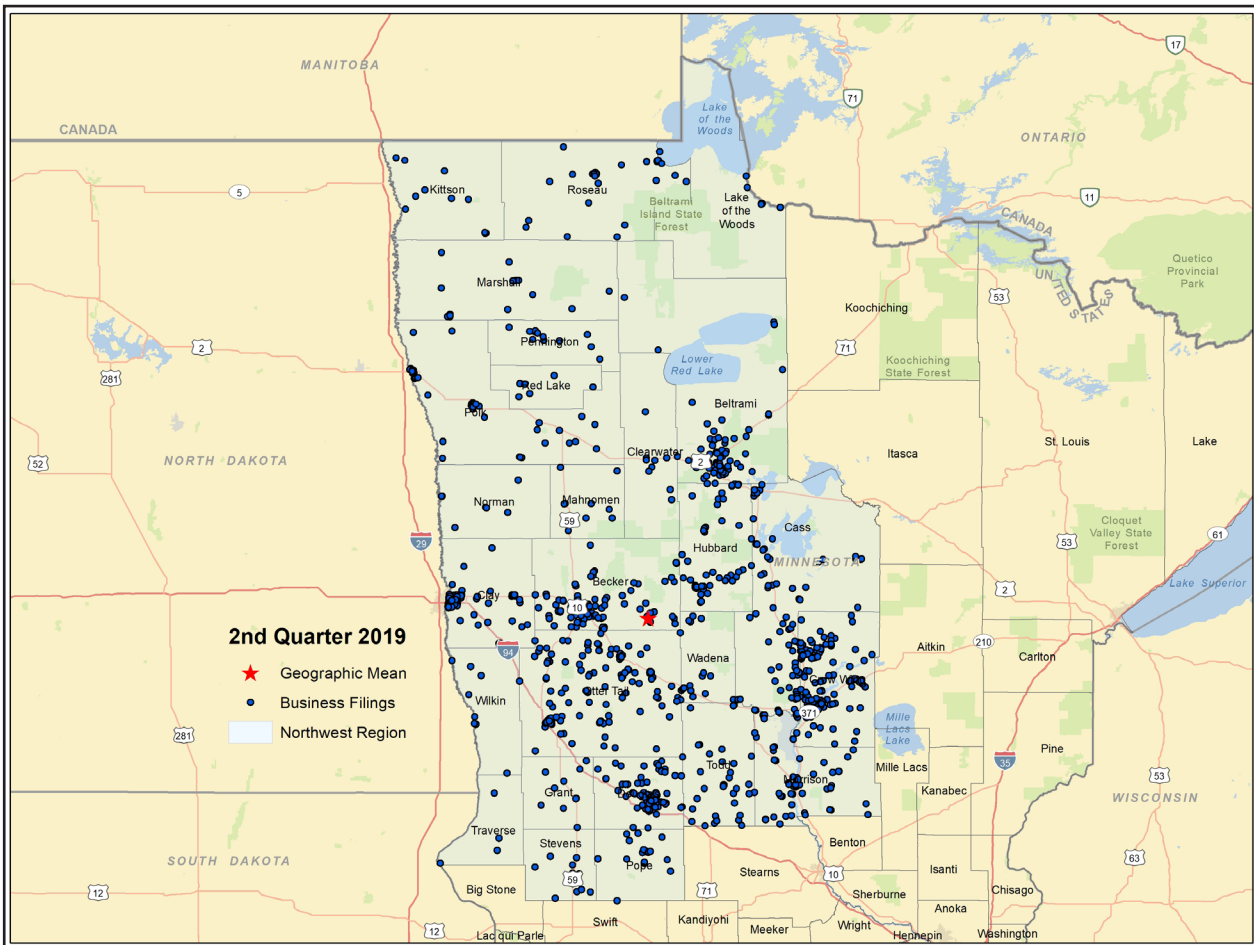 17
MANITOBA
Lake
of the
Woods
71
CANADA
ONTARIO
5
Kittson
Roseau
Beltrami
Island State
Forest
Lake
of the
Woods
11
CANADA
UNITED STATES
Quetico
Provincial
Park
Marshall
Koochiching
53
2
281
Pennington
71
Lower
Red Lake
Koochiching
State Forest
Red Lake
Polk
Beltrami
52
NORTH DAKOTA
Clearwater
2
Itasca
St. Louis
Lake
Norman
Mahnomen
59
Cass
29
Hubbard
MINNESOTA
53
Cloquet
Valley State
Forest
61
Becker
2
Lake Superior
Clay
10
2nd Quarter 2019
Geographic Mean
Business Filings
Northwest Region
94
Wadena
Aitkin
210
Carlton
Wilkin
Otter Tail
Crow Wing
371
281
Mille
Lacs
Lake
Pine
35
Todd
Mille Lacs
53
Grant
Morrison
Kanabec
WISCONSIN
Traverse
Stevens
Benton
SOUTH DAKOTA
Pope
63
Big Stone
59
Stearns
10
Isanti
12
71
Sherburne
Chisago
Anoka
12
Swift
Kandiyohi
Wright
Lac qui Parle
Meeker
Hennepin
Washington